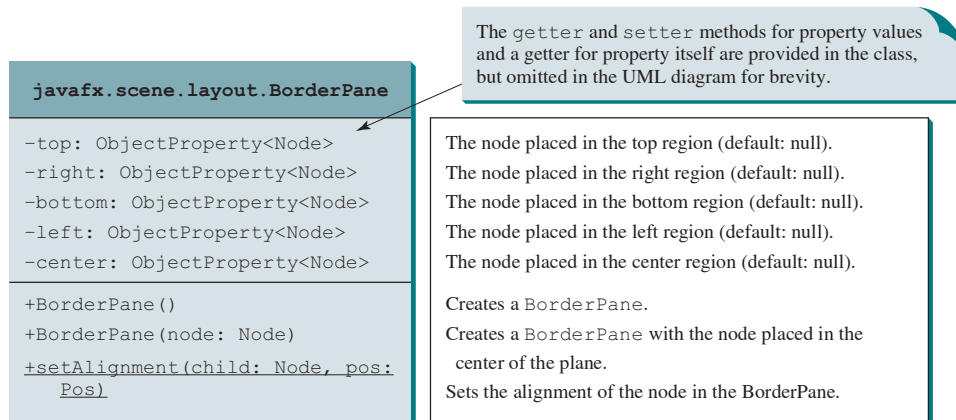 The getter and setter methods for property values
and a getter for property itself are provided in the class,
but omitted in the UML diagram for brevity.
javafx.scene.layout.BorderPane
-top: ObjectProperty<Node>
The node placed in the top region (default: null).
-right: ObjectProperty<Node>
The node placed in the right region (default: null).
-bottom: ObjectProperty<Node>
The node placed in the bottom region (default: null).
-left: ObjectProperty<Node>
The node placed in the left region (default: null).
-center: ObjectProperty<Node>
The node placed in the center region (default: null).
+BorderPane()
Creates a BorderPane.
+BorderPane(node: Node)
Creates a BorderPane with the node placed in the
center of the plane.
+setAlignment(child: Node, pos:
Pos)
Sets the alignment of the node in the BorderPane.